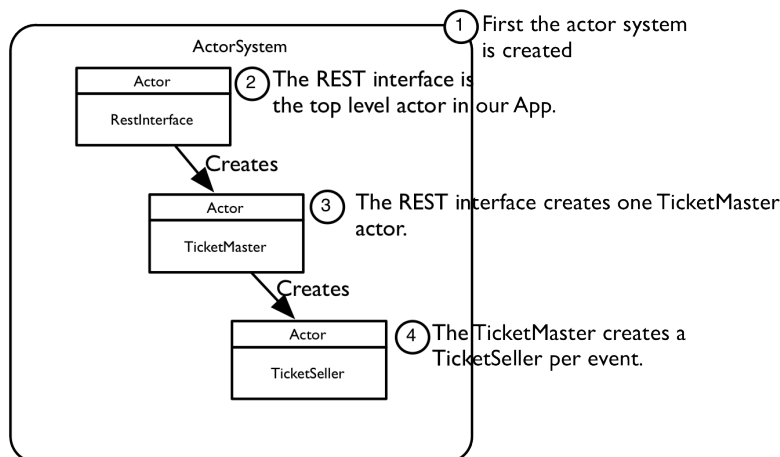 1 First the actor system
is created
ActorSystem
Actor
RestInterface
2 The REST interface is
the top level actor in our App.
Creates
Actor
TicketMaster
3 The REST interface creates one TicketMaster
actor.
Creates
Actor
TicketSeller
4 The TicketMaster creates a
TicketSeller per event.